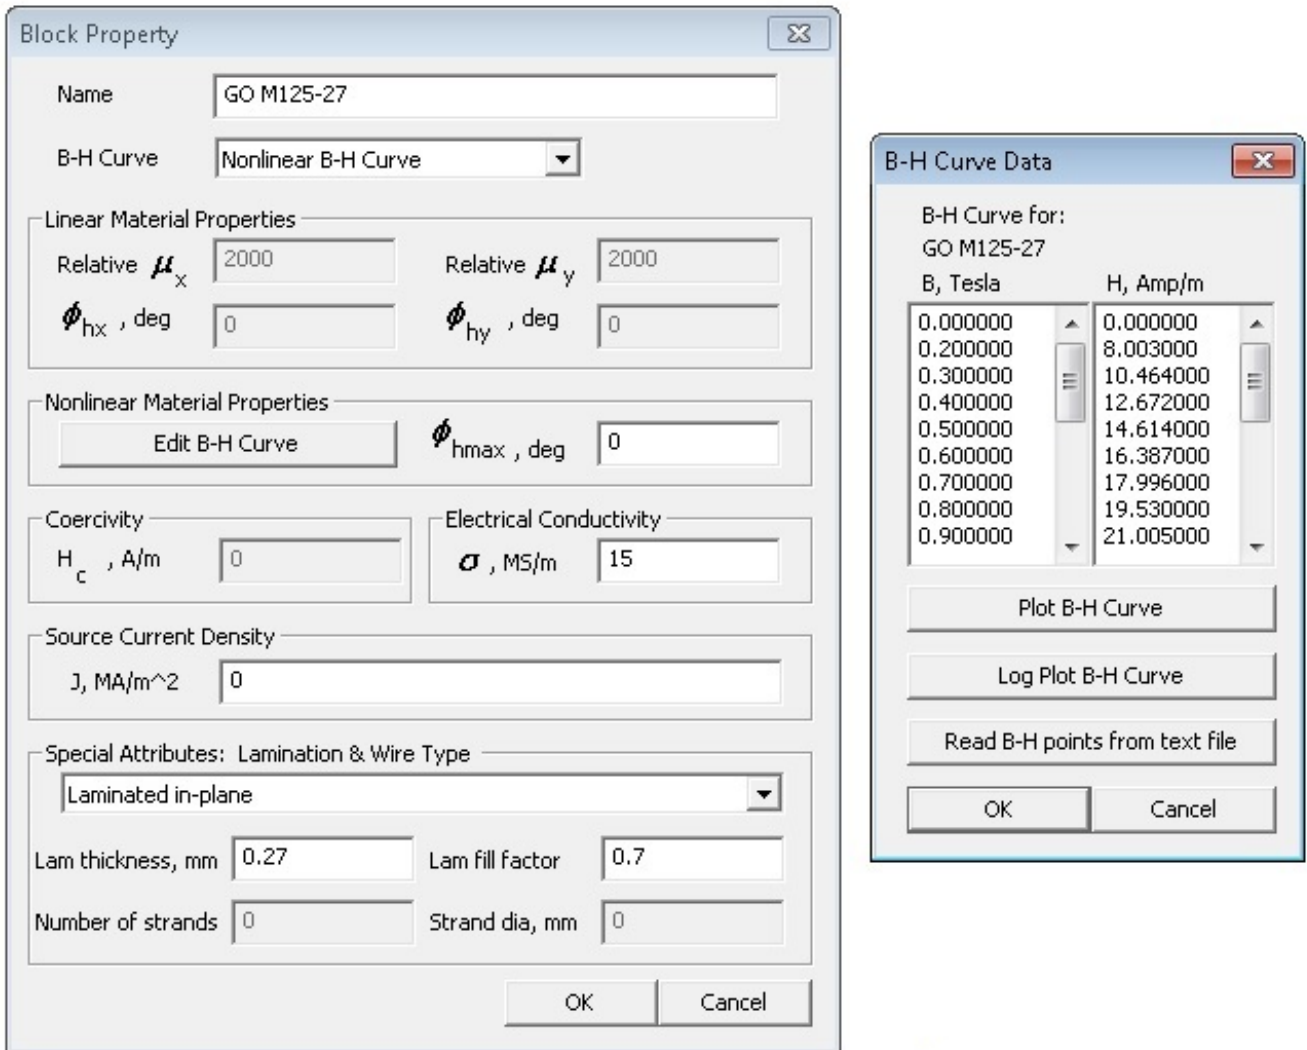 Block Property
Name GO M125-27
B-H Curve Nonlinear B-H Curve
Linear Material Properties
Relative μx 2000 Relative μy 2000
ϕhx , deg 0 ϕhy , deg 0
Nonlinear Material Properties
Edit B-H Curve ϕhmax , deg 0
Coercivity Electrical Conductivity
Hc , A/m 0 σ , MS/m 15
Source Current Density
J, MA/m^2 0
Special Attributes: Lamination & Wire Type
Laminated in-plane
Lam thickness, mm 0.27 Lam fill factor 0.7
Number of strands 0 Strand dia, mm 0
OK Cancel
B-H Curve Data
B-H Curve for:
GO M125-27
B, Tesla H, Amp/m
0.000000 0.000000
0.200000 8.003000
0.300000 10.464000
0.400000 12.672000
0.500000 14.614000
0.600000 16.387000
0.700000 17.996000
0.800000 19.530000
0.900000 21.005000
Plot B-H Curve
Log Plot B-H Curve
Read B-H points from text file
OK Cancel